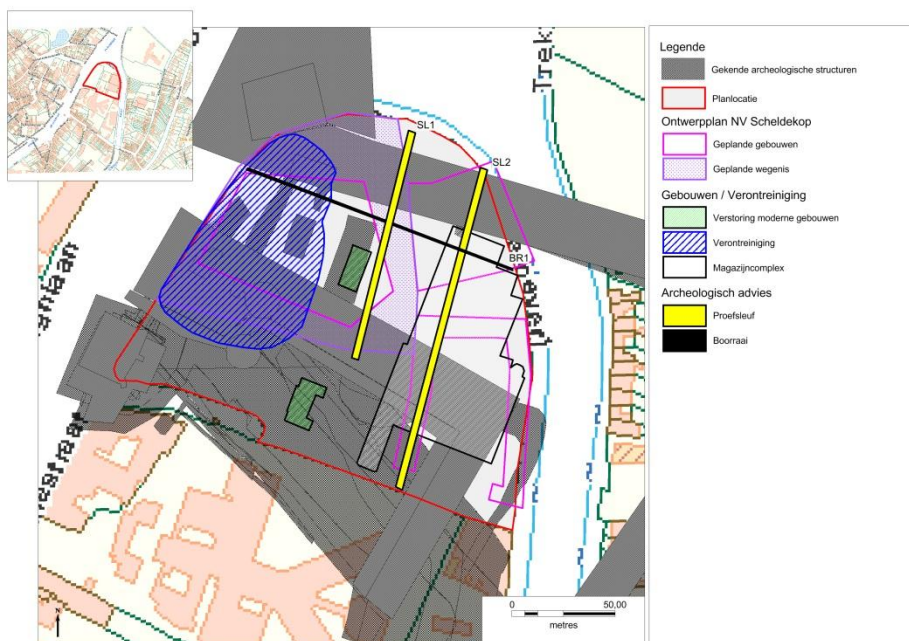 SL1
SL2
BR1
Trek
0 50,00
metres
N
Legende
Gekende archeologische structuren
Planlocatie
Ontwerpplan NV Scheldekop
Geplande gebouwen
Geplande wegenis
Gebouwen / Verontreiniging
Verstoring moderne gebouwen
Verontreiniging
Magazijncomplex
Archeologisch advies
Proefsleuf
Boorraai